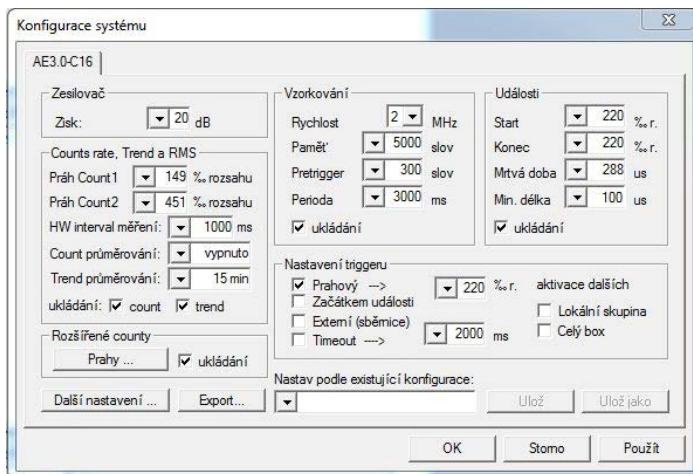 Konfigurace systému
AE3.0-C16
Zesilovač
Zisk: 20 dB
Counts rate, Trend a RMS
Práh Count1 149 ‰ rozsahu
Práh Count2 451 ‰ rozsahu
HW interval měření: 1000 ms
Count průměrování: vypnuto
Trend průměrování: 15 min
ukládání: count trend
Rozšířené county
Prahy ... ukládání
Další nastavení ... Export...
Vzorkování
Rychlost 2 MHz
Paměť 5000 slov
Pretrigger 300 slov
Perioda 3000 ms
ukládání
Události
Start 220 ‰ r.
Konec 220 ‰ r.
Mrtvá doba 288 us
Min. délka 100 us
ukládání
Nastavení triggeru
Prahový ---> 220 ‰ r. aktivace dalších
Začátkem události
Lokální skupina
Externí (sběrnice)
Celý box
Timeout ----> 2000 ms
Nastav podle existující konfigurace:
Ulož Ulož jako
OK Storno Použít